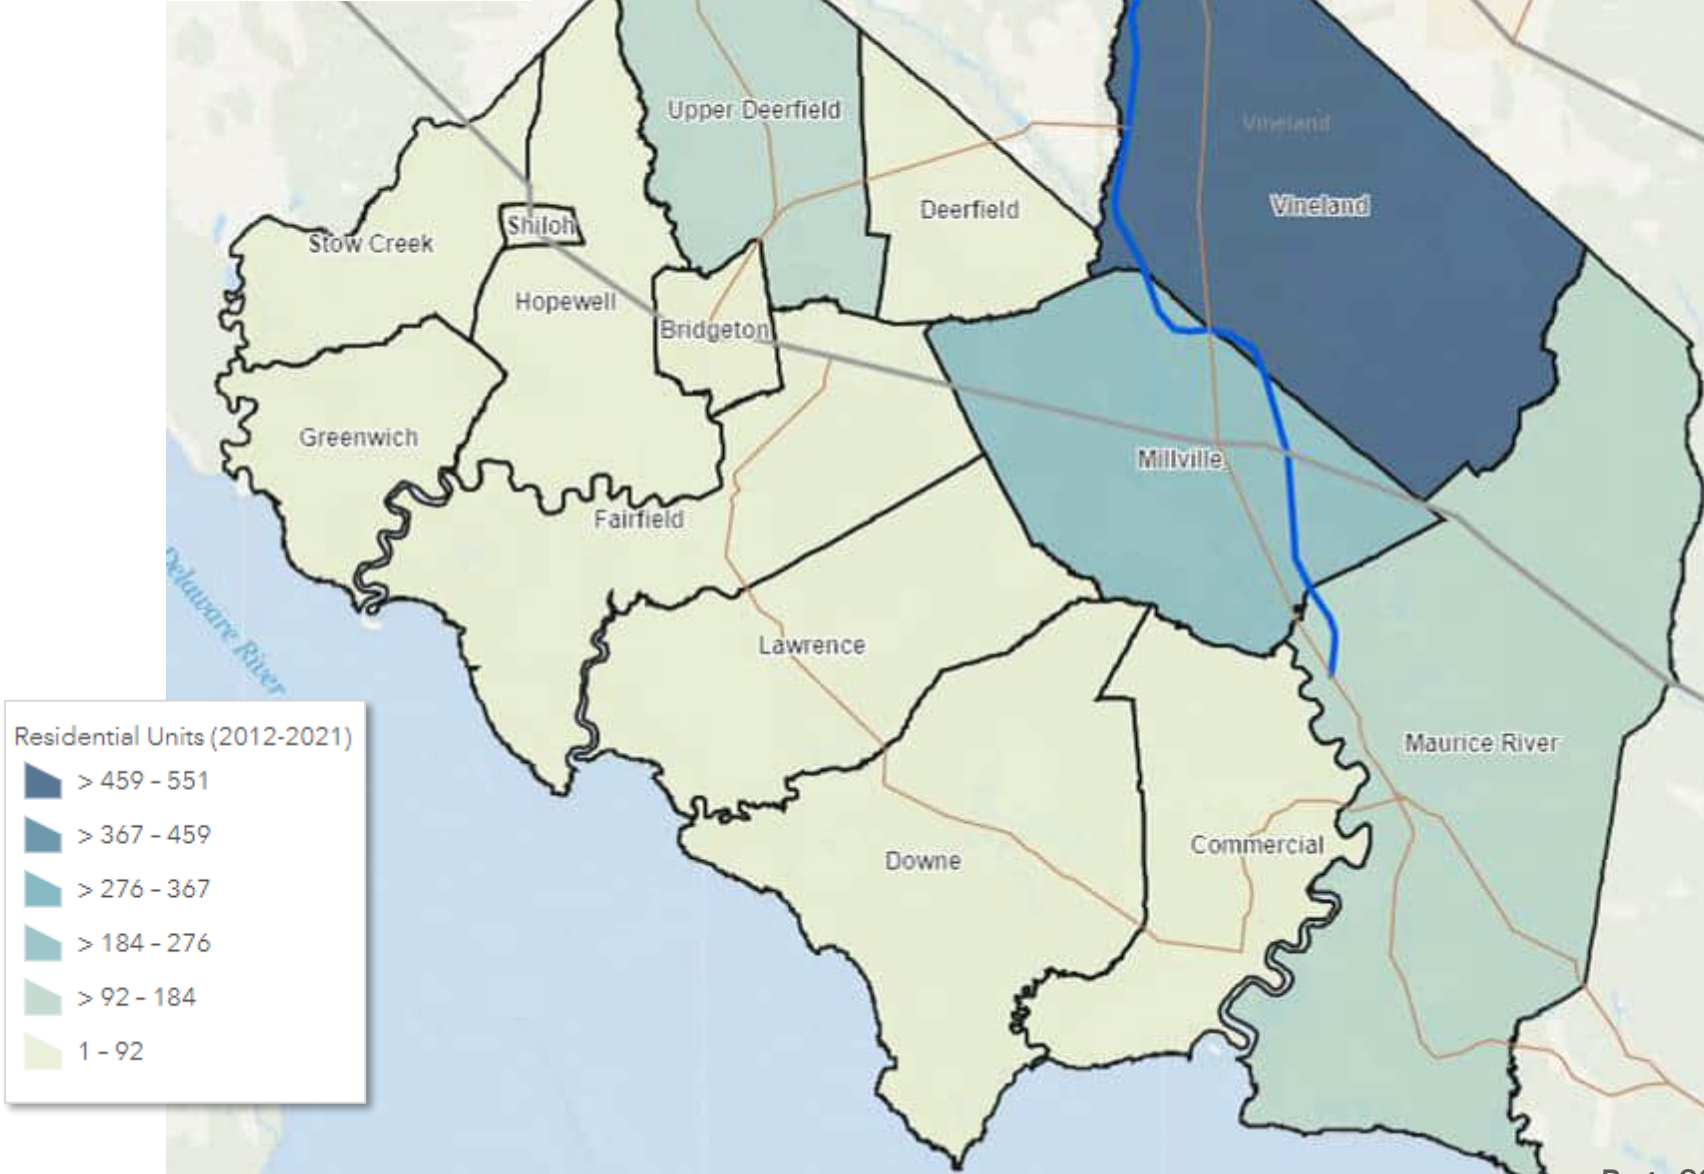 Upper Deerfield
Vineland
Deerfield
Vineland
Shiloh
Stow Creek
Hopewell
Bridgeton
Greenwich
Millville
Fairfield
Delaware River
Lawrence
Maurice River
Commercial
Downe
Residential Units (2012-2021)
> 459 - 551
> 367 - 459
> 276 - 367
> 184 - 276
> 92 - 184
1 - 92